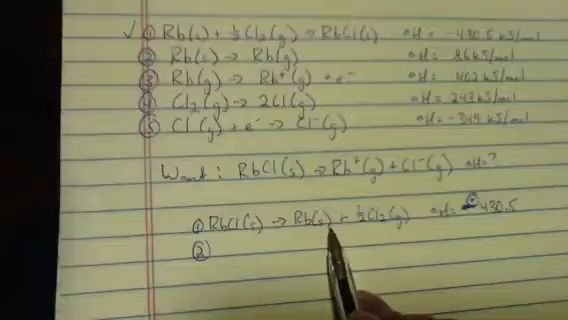 ✓ ① Rb(s) + ½Cl₂(g) → RbCl(s) ΔH = -430.5 kJ/mol
② Rb(s) → Rb(g) ΔH = 86 kJ/mol
③ Rb(g) → Rb⁺(g) + e⁻ ΔH = 402 kJ/mol
④ Cl₂(g) → 2Cl(g) ΔH = 243 kJ/mol
⑤ Cl(g) + e⁻ → Cl⁻(g) ΔH = -349 kJ/mol
Want: RbCl(s) → Rb⁺(g) + Cl⁻(g) ΔH = ?
① RbCl(s) → Rb(s) + ½Cl₂(g) ΔH = 430.5
②